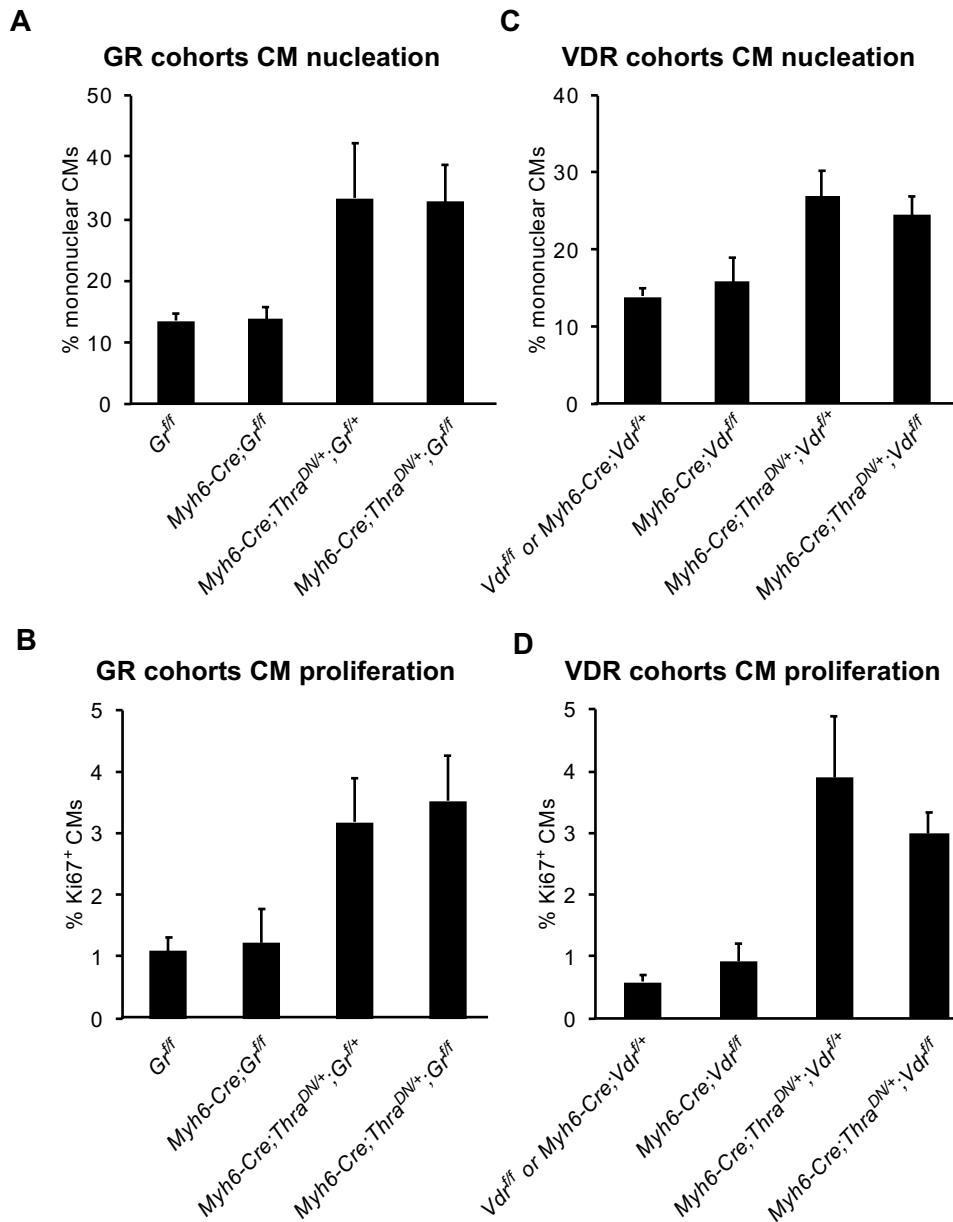 A
GR cohorts CM nucleation
% mononuclear CMs
50
40
30
20
10
0
Gr^f/f
Myh6-Cre;Gr^f/f
Myh6-Cre;Thra^DN/+;Gr^f/+
Myh6-Cre;Thra^DN/+;Gr^f/f
C
VDR cohorts CM nucleation
% mononuclear CMs
40
30
20
10
0
Vdr^f/f or Myh6-Cre;Vdr^f/+
Myh6-Cre;Vdr^f/f
Myh6-Cre;Thra^DN/+;Vdr^f/+
Myh6-Cre;Thra^DN/+;Vdr^f/f
B
GR cohorts CM proliferation
% Ki67⁺ CMs
5
4
3
2
1
0
Gr^f/f
Myh6-Cre;Gr^f/f
Myh6-Cre;Thra^DN/+;Gr^f/+
Myh6-Cre;Thra^DN/+;Gr^f/f
D
VDR cohorts CM proliferation
% Ki67⁺ CMs
5
4
3
2
1
0
Vdr^f/f or Myh6-Cre;Vdr^f/+
Myh6-Cre;Vdr^f/f
Myh6-Cre;Thra^DN/+;Vdr^f/+
Myh6-Cre;Thra^DN/+;Vdr^f/f